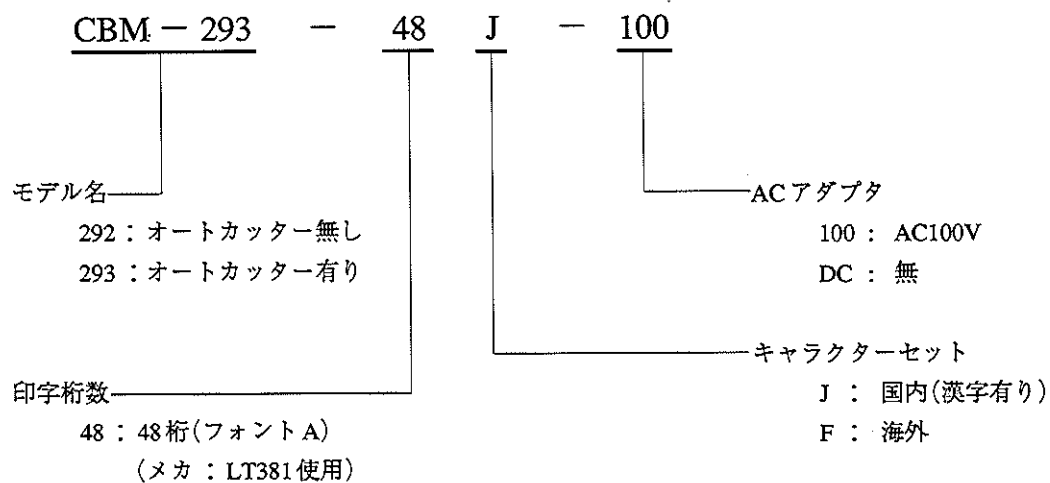 CBM － 293 － 48 J － 100
モデル名
292：オートカッター無し
293：オートカッター有り
ACアダプタ
100： AC100V
DC： 無
キャラクターセット
J： 国内(漢字有り)
F： 海外
印字桁数
48：48桁(フォントA)
(メカ：LT381使用)